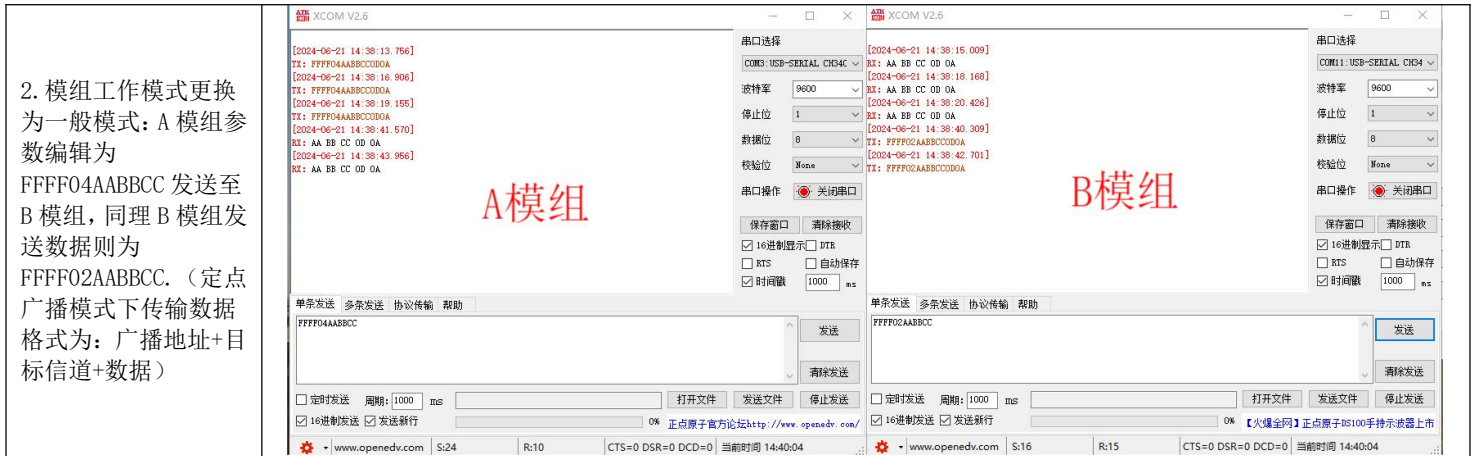 2.模组工作模式更换
为一般模式：A 模组参
数编辑为
FFFF04AABBCC 发送至
B 模组，同理 B 模组发
送数据则为
FFFF02AABBCC.（定点
广播模式下传输数据
格式为：广播地址+目
标信道+数据）
ATK XCOM XCOM V2.6
[2024-06-21 14:38:13.756]
TX: FFFF04AABBCC0D0A
[2024-06-21 14:38:16.906]
TX: FFFF04AABBCC0D0A
[2024-06-21 14:38:19.155]
TX: FFFF04AABBCC0D0A
[2024-06-21 14:38:41.570]
RX: AA BB CC 0D 0A
[2024-06-21 14:38:43.956]
RX: AA BB CC 0D 0A
A模组
串口选择
COM3:USB-SERIAL CH34C
波特率 9600
停止位 1
数据位 8
校验位 None
串口操作 关闭串口
保存窗口 清除接收
16进制显示 DTR
RTS 自动保存
时间戳 1000 ms
单条发送 多条发送 协议传输 帮助
FFFF04AABBCC
发送
清除发送
定时发送 周期: 1000 ms 打开文件 发送文件 停止发送
16进制发送 发送新行 0% 正点原子官方论坛http://www.openedv.com/
www.openedv.com S:24 R:10 CTS=0 DSR=0 DCD=0 当前时间 14:40:04
ATK XCOM XCOM V2.6
[2024-06-21 14:38:15.009]
RX: AA BB CC 0D 0A
[2024-06-21 14:38:18.168]
RX: AA BB CC 0D 0A
[2024-06-21 14:38:20.426]
RX: AA BB CC 0D 0A
[2024-06-21 14:38:40.309]
TX: FFFF02AABBCC0D0A
[2024-06-21 14:38:42.701]
TX: FFFF02AABBCC0D0A
B模组
串口选择
COM11:USB-SERIAL CH34
波特率 9600
停止位 1
数据位 8
校验位 None
串口操作 关闭串口
保存窗口 清除接收
16进制显示 DTR
RTS 自动保存
时间戳 1000 ms
单条发送 多条发送 协议传输 帮助
FFFF02AABBCC
发送
清除发送
定时发送 周期: 1000 ms 打开文件 发送文件 停止发送
16进制发送 发送新行 0% 【火爆全网】正点原子DS100手持示波器上市
www.openedv.com S:16 R:15 CTS=0 DSR=0 DCD=0 当前时间 14:40:04